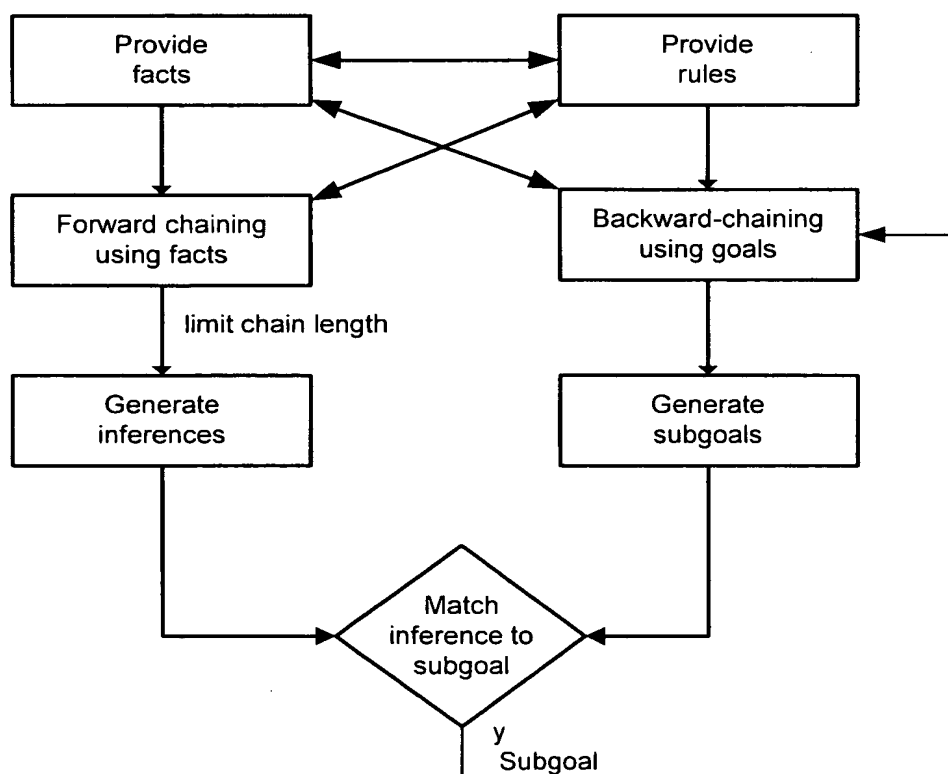 Provide
facts
Provide
rules
Forward chaining
using facts
Backward-chaining
using goals
limit chain length
Generate
inferences
Generate
subgoals
Match
inference to
subgoal
y
Subgoal